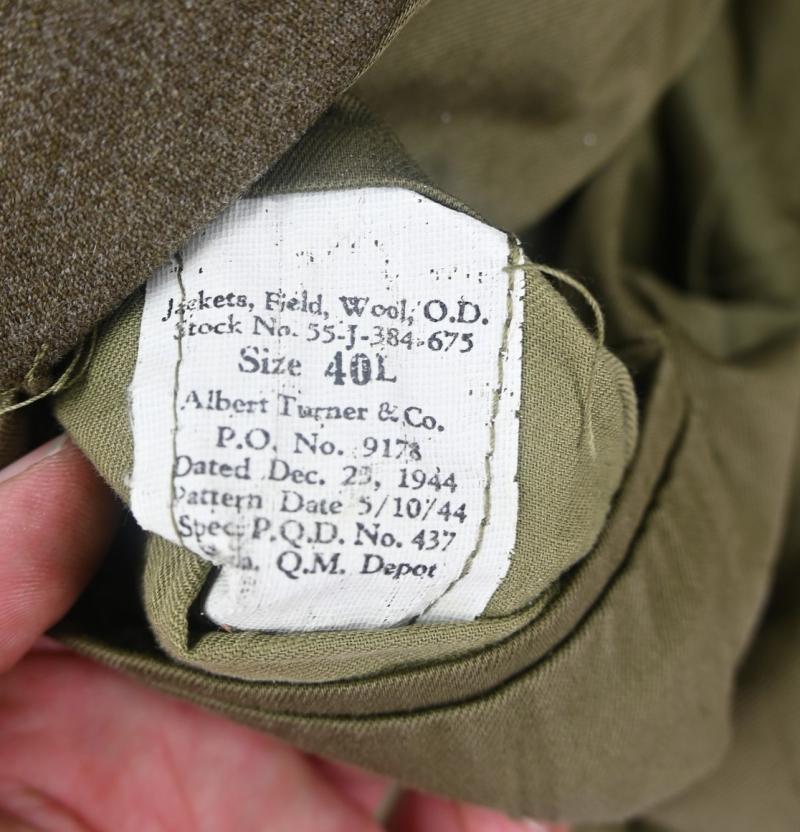 Jackets, Field, Wool, O.D.
Stock No. 55-J-384-675
Size 40L
Albert Turner & Co.
P.O. No. 9178
Dated Dec. 23, 1944
Pattern Date 5/10/44
Spec. P.Q.D. No. 437
Q.M. Depot